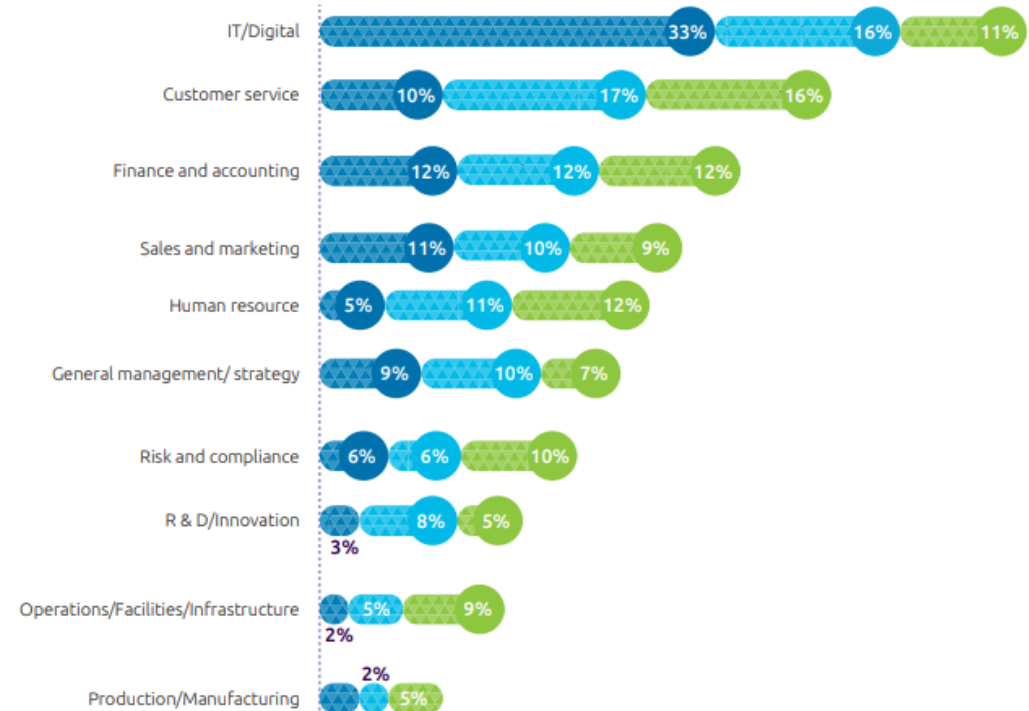 IT/Digital 33% 16% 11%
Customer service 10% 17% 16%
Finance and accounting 12% 12% 12%
Sales and marketing 11% 10% 9%
Human resource 5% 11% 12%
General management/ strategy 9% 10% 7%
Risk and compliance 6% 6% 10%
R & D/Innovation 8% 5%
3%
Operations/Facilities/Infrastructure 5% 9%
2%
2%
Production/Manufacturing 5%